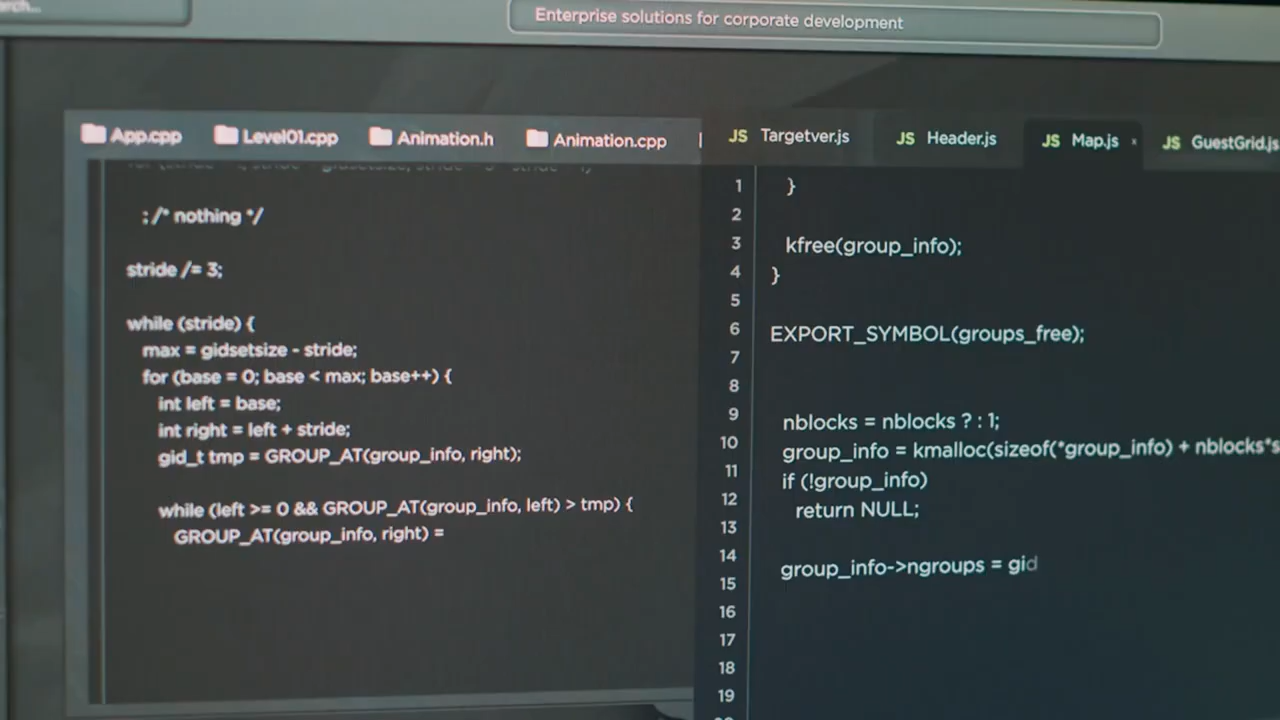 Enterprise solutions for corporate development
App.cpp
Level01.cpp
Animation.h
Animation.cpp
; /* nothing */
stride /= 3;
while (stride) {
max = gidsetsize - stride;
for (base = 0; base < max; base++) {
int left = base;
int right = left + stride;
gid_t tmp = GROUP_AT(group_info, right);
while (left >= 0 && GROUP_AT(group_info, left) > tmp) {
GROUP_AT(group_info, right) =
JS Targetver.js
JS Header.js
JS Map.js x
JS GuestGrid.js
1 }
2
3 kfree(group_info);
4 }
5
6 EXPORT_SYMBOL(groups_free);
7
8
9 nblocks = nblocks ? : 1;
10 group_info = kmalloc(sizeof(*group_info) + nblocks*s
11 if (!group_info)
12 return NULL;
13
14 group_info->ngroups = gid
15
16
17
18
19